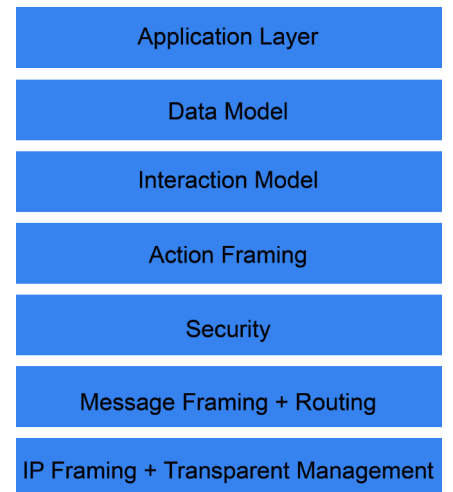 Application Layer
Data Model
Interaction Model
Action Framing
Security
Message Framing + Routing
IP Framing + Transparent Management